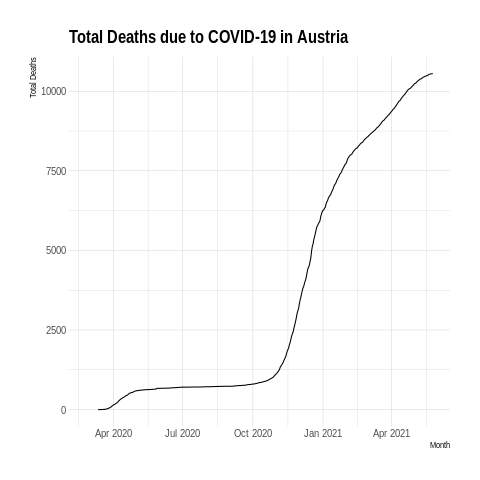 Total Deaths due to COVID-19 in Austria
Total Deaths
10000
7500
5000
2500
0
Apr 2020 Jul 2020 Oct 2020 Jan 2021 Apr 2021
Month